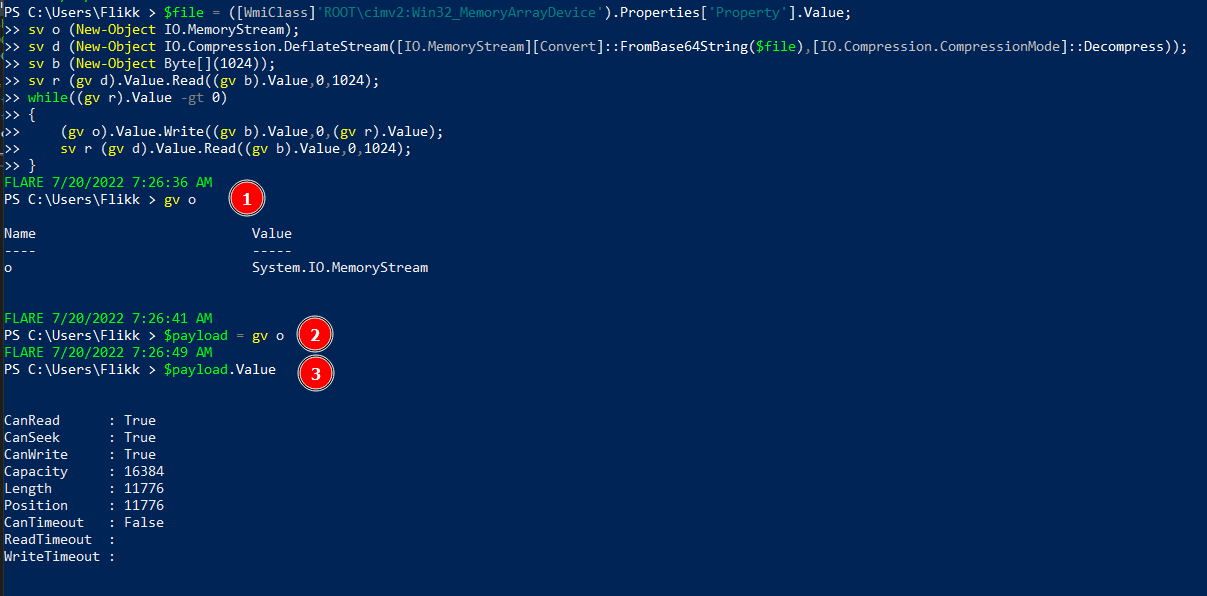 PS C:\Users\Flikk > $file = ([WmiClass]'ROOT\cimv2:Win32_MemoryArrayDevice').Properties['Property'].Value;
>> sv o (New-Object IO.MemoryStream);
>> sv d (New-Object IO.Compression.DeflateStream([IO.MemoryStream][Convert]::FromBase64String($file),[IO.Compression.CompressionMode]::Decompress));
>> sv b (New-Object Byte[](1024));
>> sv r (gv d).Value.Read((gv b).Value,0,1024);
>> while((gv r).Value -gt 0)
>> {
>>     (gv o).Value.Write((gv b).Value,0,(gv r).Value);
>>     sv r (gv d).Value.Read((gv b).Value,0,1024);
>> }
FLARE 7/20/2022 7:26:36 AM
PS C:\Users\Flikk > gv o 1
Name Value
---- -----
o System.IO.MemoryStream
FLARE 7/20/2022 7:26:41 AM
PS C:\Users\Flikk > $payload = gv o 2
FLARE 7/20/2022 7:26:49 AM
PS C:\Users\Flikk > $payload.Value 3
CanRead : True
CanSeek : True
CanWrite : True
Capacity : 16384
Length : 11776
Position : 11776
CanTimeout : False
ReadTimeout :
WriteTimeout :